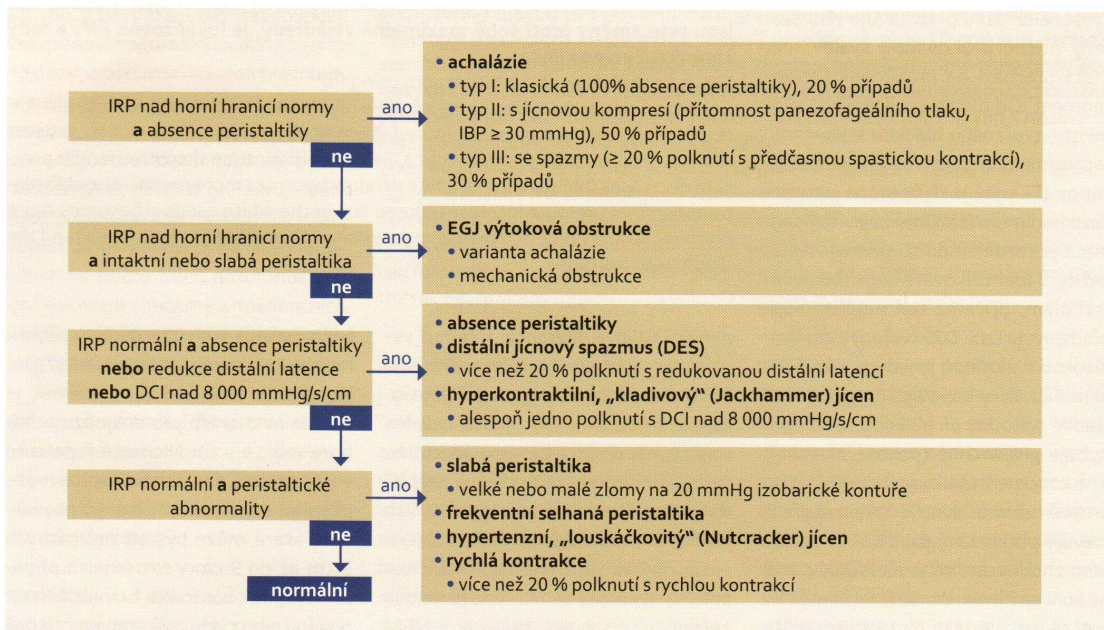 IRP nad horní hranicí normy
a absence peristaltiky
ano
• achalázie
• typ I: klasická (100% absence peristaltiky), 20 % případů
• typ II: s jícnovou kompresí (přítomnost panezofageálního tlaku,
IBP ≥ 30 mmHg), 50 % případů
• typ III: se spazmy (≥ 20 % polknutí s předčasnou spastickou kontrakcí),
30 % případů
ne
IRP nad horní hranicí normy
a intaktní nebo slabá peristaltika
ano
• EGJ výtoková obstrukce
• varianta achalázie
• mechanická obstrukce
ne
IRP normální a absence peristaltiky
nebo redukce distální latence
nebo DCI nad 8 000 mmHg/s/cm
ano
• absence peristaltiky
• distální jícnový spazmus (DES)
• více než 20 % polknutí s redukovanou distální latencí
• hyperkontraktilní, „kladivový“ (Jackhammer) jícen
• alespoň jedno polknutí s DCI nad 8 000 mmHg/s/cm
ne
IRP normální a peristaltické
abnormality
ano
• slabá peristaltika
• velké nebo malé zlomy na 20 mmHg izobarické kontuře
• frekventní selhaná peristaltika
• hypertenzní, „louskáčkovitý“ (Nutcracker) jícen
• rychlá kontrakce
• více než 20 % polknutí s rychlou kontrakcí
ne
normální